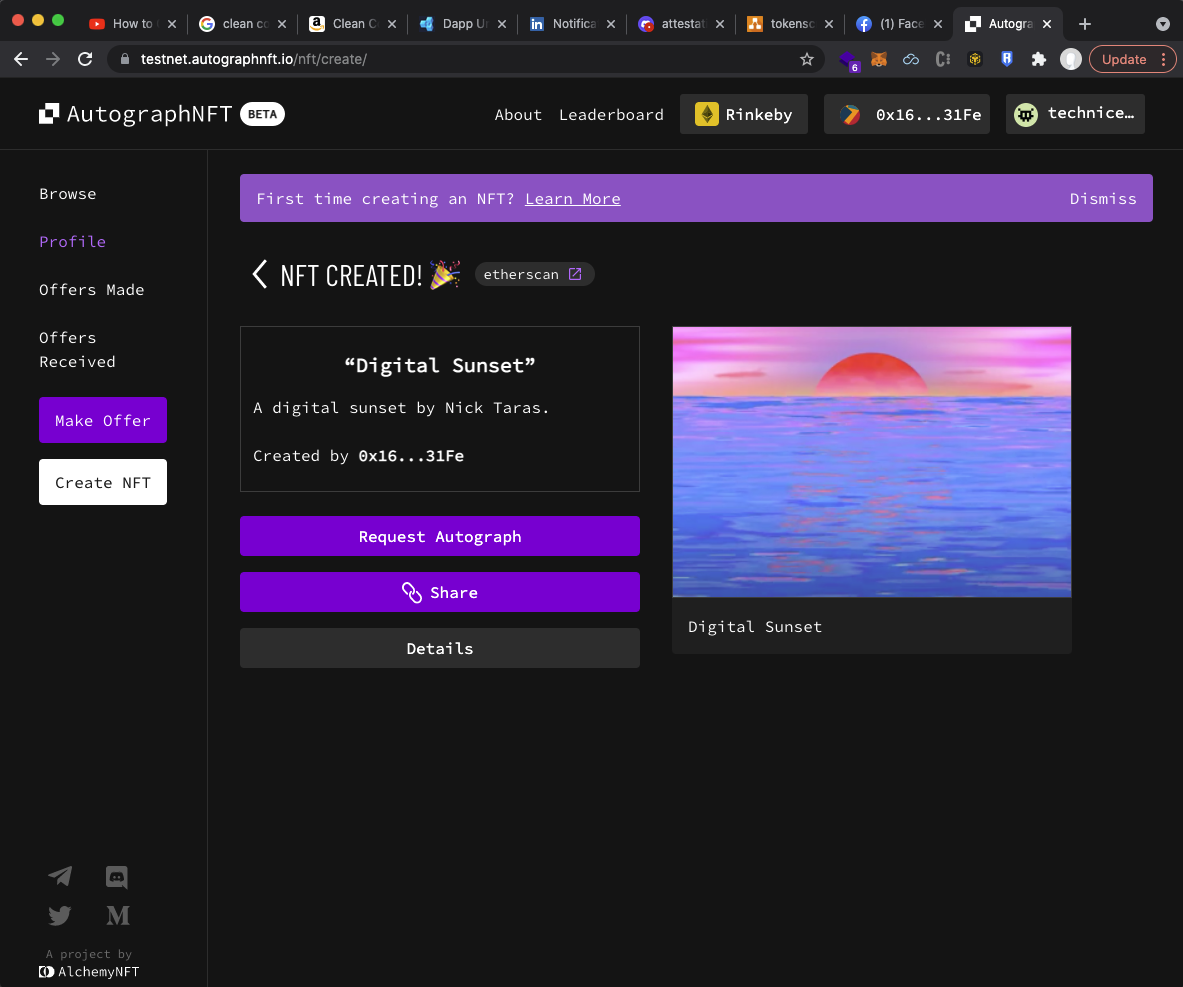 How to
clean co
Clean C
Dapp U
Notifica
attestat
tokensc
(1) Face
Autogra
testnet.autographnft.io/nft/create/
6
Update
AutographNFT BETA
About
Leaderboard
Rinkeby
0x16...31Fe
technice…
Browse
Profile
Offers Made
Offers
Received
Make Offer
Create NFT
First time creating an NFT? Learn More
Dismiss
NFT CREATED!
etherscan
“Digital Sunset”
A digital sunset by Nick Taras.
Created by 0x16...31Fe
Request Autograph
Share
Details
Digital Sunset
A project by
AlchemyNFT